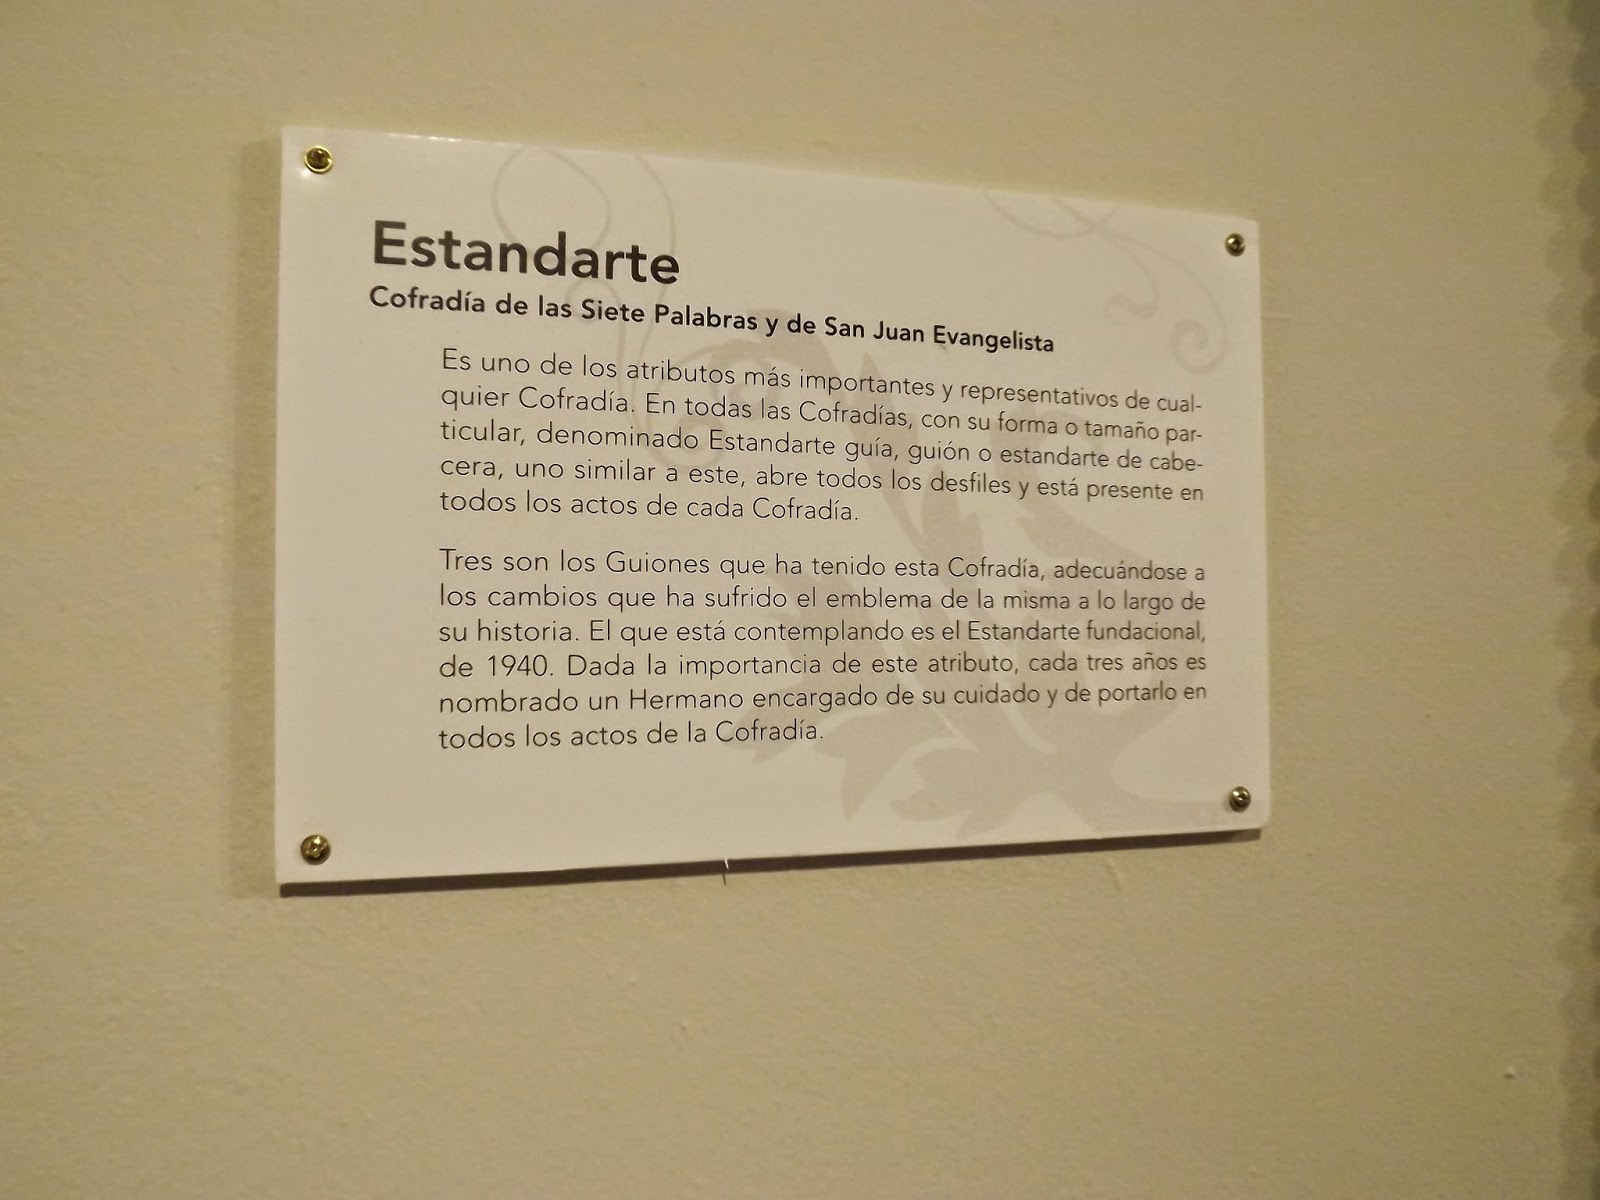 Estandarte
Cofradía de las Siete Palabras y de San Juan Evangelista
Es uno de los atributos más importantes y representativos de cual-
quier Cofradía. En todas las Cofradías, con su forma o tamaño par-
ticular, denominado Estandarte guía, guión o estandarte de cabe-
cera, uno similar a este, abre todos los desfiles y está presente en
todos los actos de cada Cofradía.
Tres son los Guiones que ha tenido esta Cofradía, adecuándose a
los cambios que ha sufrido el emblema de la misma a lo largo de
su historia. El que está contemplando es el Estandarte fundacional,
de 1940. Dada la importancia de este atributo, cada tres años es
nombrado un Hermano encargado de su cuidado y de portarlo en
todos los actos de la Cofradía.